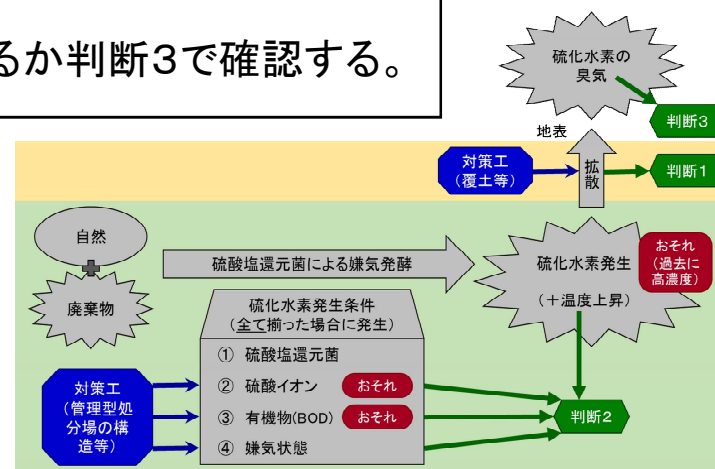 るか判断3で確認する。
硫化水素の
臭気
判断3
地表
対策工
(覆土等)
拡
散
判断1
自然
廃棄物
硫酸塩還元菌による嫌気発酵
硫化水素発生
(+温度上昇)
おそれ
(過去に
高濃度)
硫化水素発生条件
(全て揃った場合に発生)
① 硫酸塩還元菌
② 硫酸イオン
おそれ
③ 有機物(BOD)
おそれ
④ 嫌気状態
対策工
(管理型処
分場の構
造等)
判断2